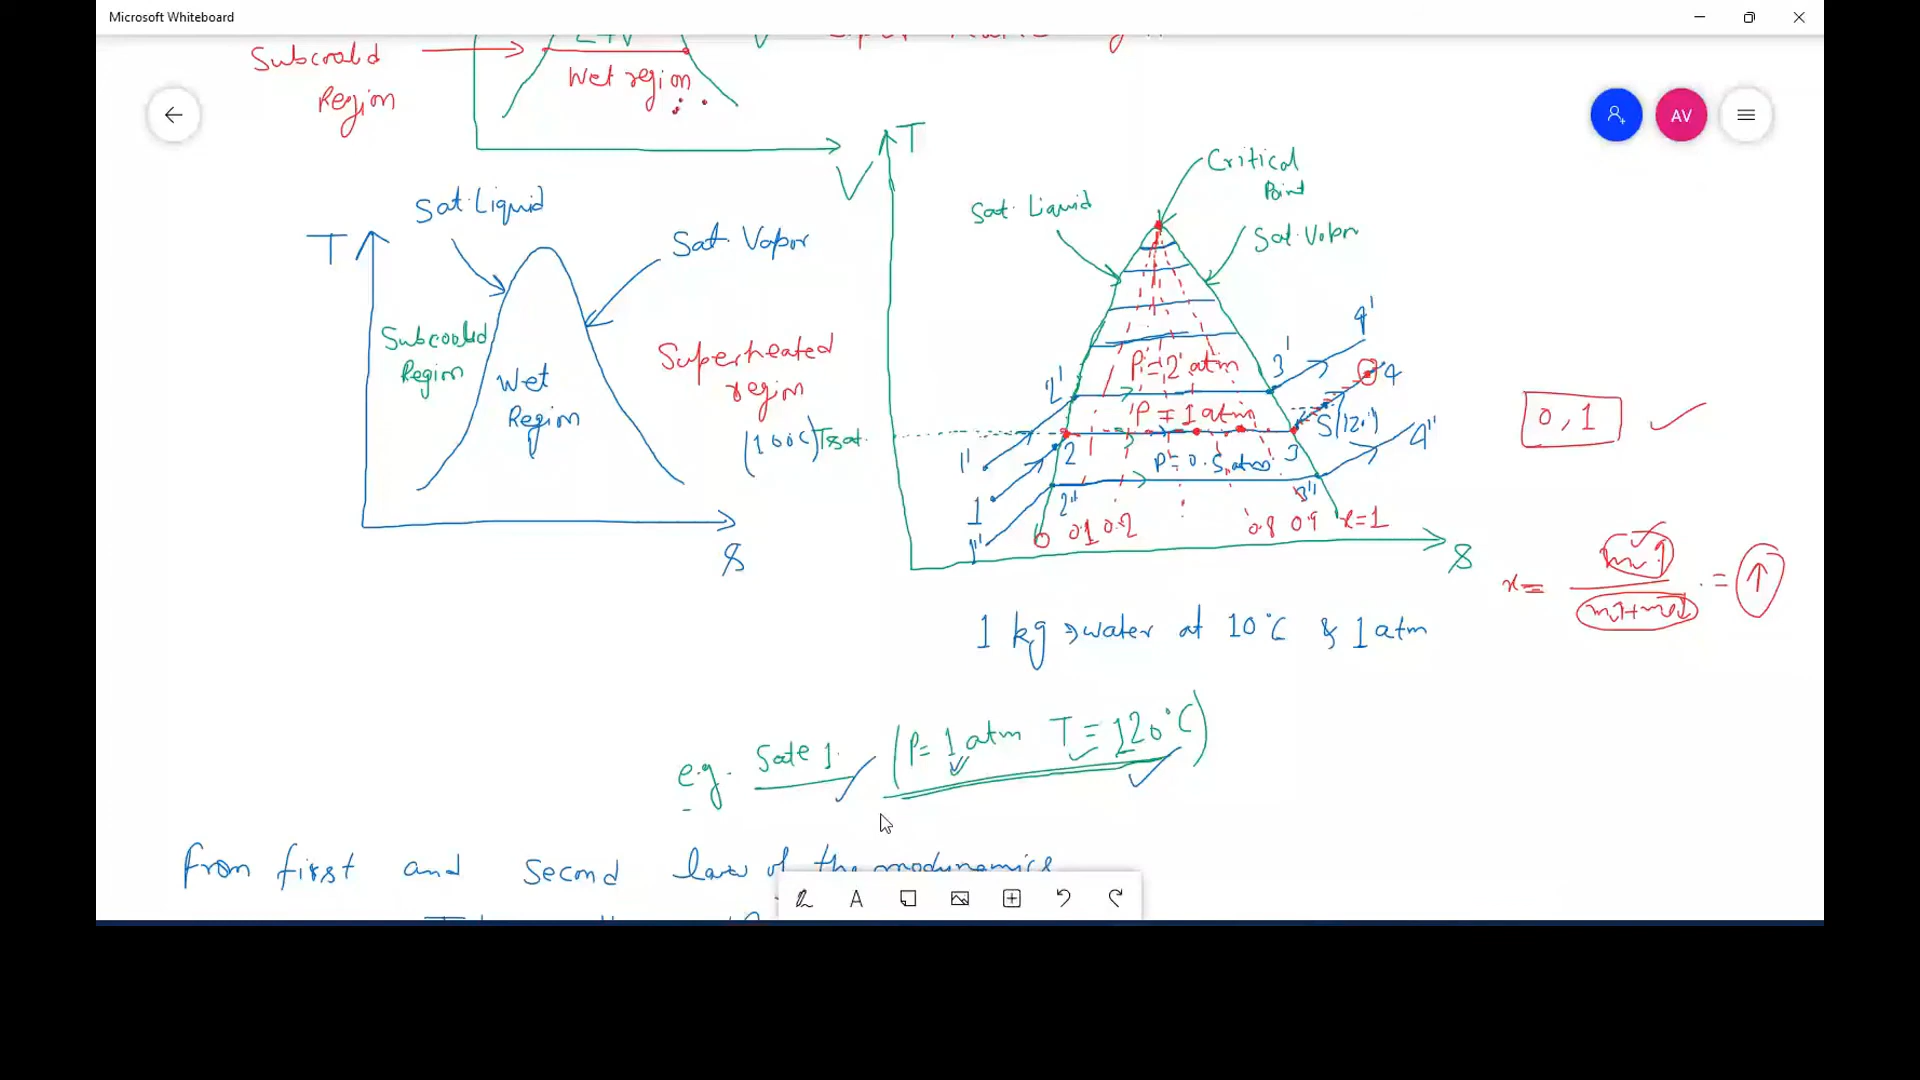 Microsoft Whiteboard
Subcooled
Region
L+V
Wet region
V
T
Sat. Liquid
Sat. Vapor
T
Subcooled
Region
Wet
Region
Superheated
region
S
Critical
Point
Sat. Liquid
Sat. Vapor
P=2 atm
P=1 atm
P=0.5 atm
(100°C) Tsat.
1' 2' 3' 4'
1 2 3 4
5(120°)
1" 2" 3" 4"
0 0.1 0.2 0.8 0.9 x=1
S
0, 1
x=
=
1 kg water at 10°C & 1 atm
e.g. Sate 1. (P= 1 atm T = 120°C)
From first and second law of thermodynamics
AV
A